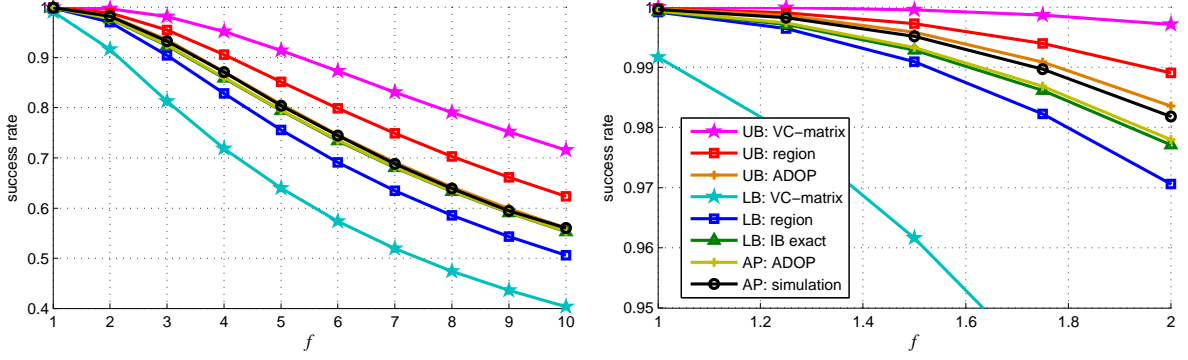 1
0.9
0.8
0.7
0.6
0.5
0.4
success rate
1 2 3 4 5 6 7 8 9 10
f
1
0.99
0.98
0.97
0.96
0.95
success rate
UB: VC−matrix
UB: region
UB: ADOP
LB: VC−matrix
LB: region
LB: IB exact
AP: ADOP
AP: simulation
1 1.2 1.4 1.6 1.8 2
f